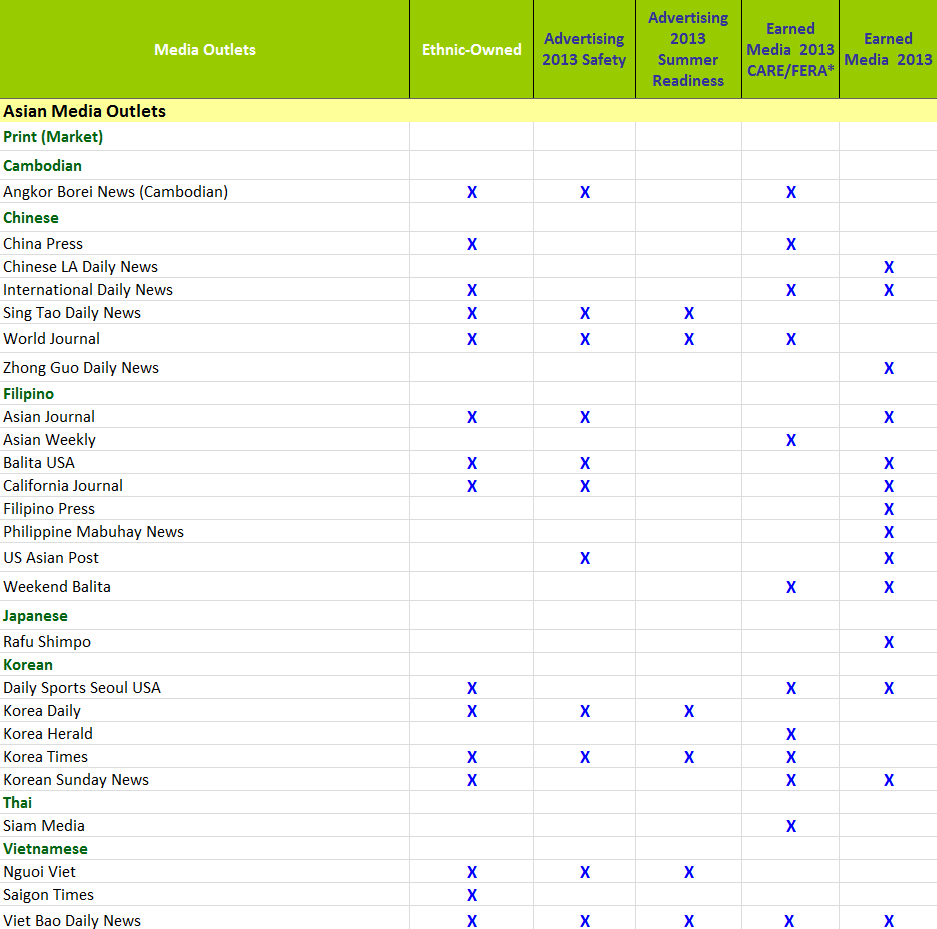 Media Outlets Ethnic-Owned Advertising 2013 Safety Advertising 2013 Summer Readiness Earned Media 2013 CARE/FERA* Earned Media 2013
Asian Media Outlets
Print (Market)
Cambodian
Angkor Borei News (Cambodian) X X X
Chinese
China Press X X
Chinese LA Daily News X
International Daily News X X X
Sing Tao Daily News X X X
World Journal X X X X
Zhong Guo Daily News X
Filipino
Asian Journal X X X
Asian Weekly X
Balita USA X X X
California Journal X X X
Filipino Press X
Philippine Mabuhay News X
US Asian Post X X
Weekend Balita X X
Japanese
Rafu Shimpo X
Korean
Daily Sports Seoul USA X X X
Korea Daily X X X
Korea Herald X
Korea Times X X X X
Korean Sunday News X X X
Thai
Siam Media X
Vietnamese
Nguoi Viet X X X
Saigon Times X
Viet Bao Daily News X X X X X